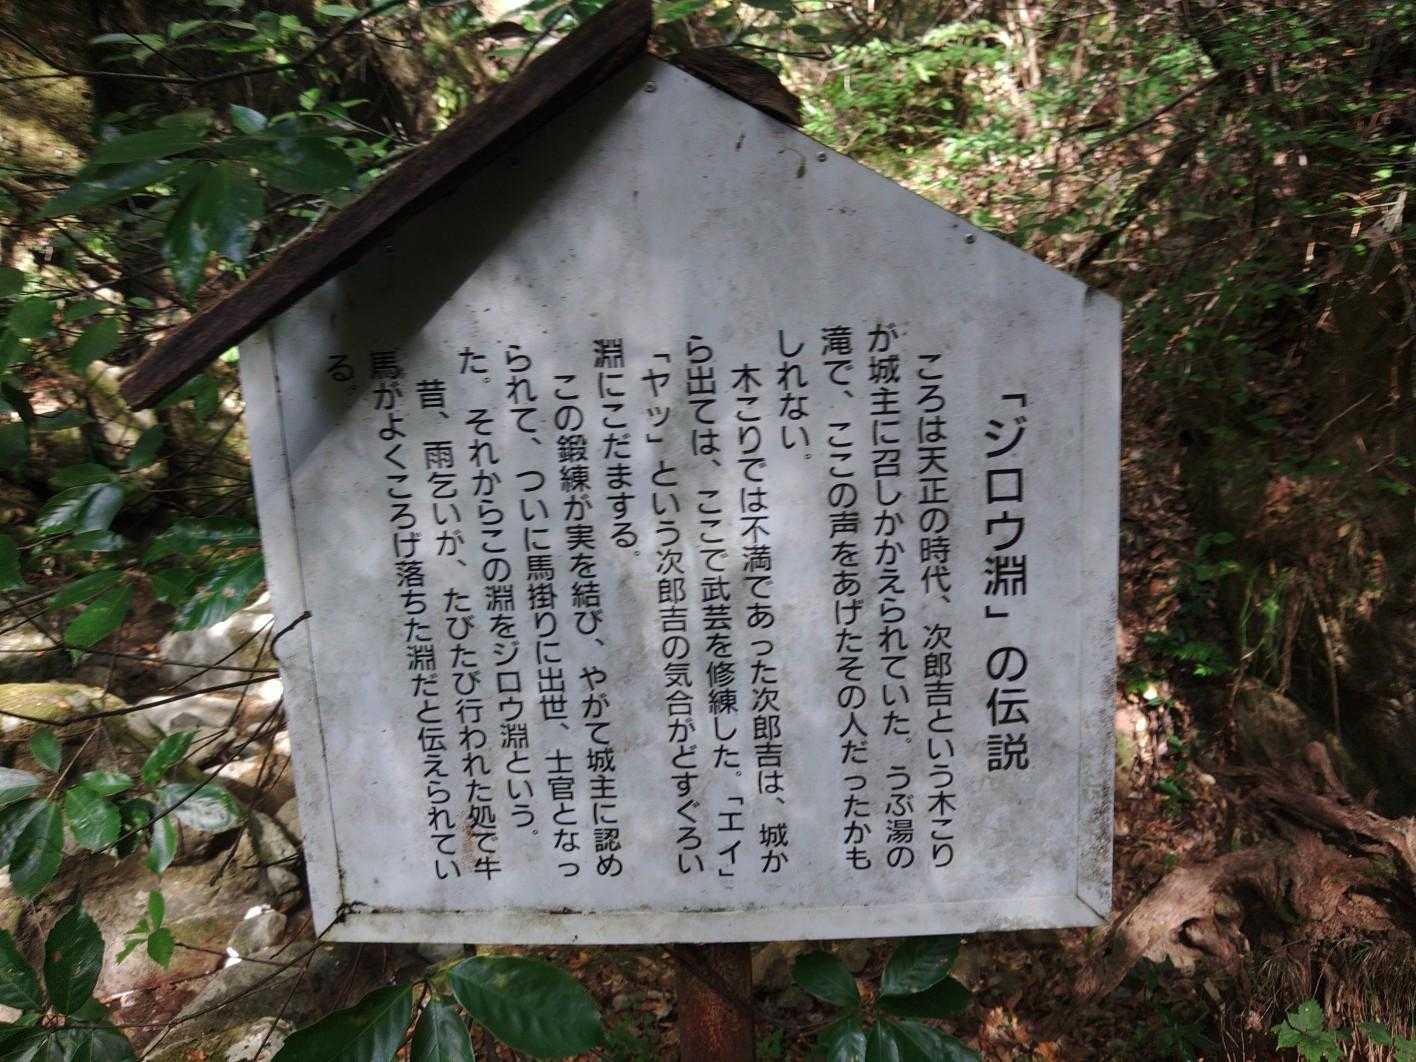 「ジロウ淵」の伝説
ころは天正の時代、次郎吉という木こり
が城主に召しかかえられていた。うぶ湯の
滝で、ここの声をあげたその人だったかも
しれない。
木こりでは不満であった次郎吉は、城か
ら出ては、ここで武芸を修練した。「エイ」
「ヤッ」という次郎吉の気合がどすぐろい
淵にこだまする。
この鍛練が実を結び、やがて城主に認め
られて、ついに馬掛りに出世、士官となっ
た。それからこの淵をジロウ淵という。
昔、雨乞いが、たびたび行われた処で牛
馬がよくころげ落ちた淵だと伝えられてい
る。